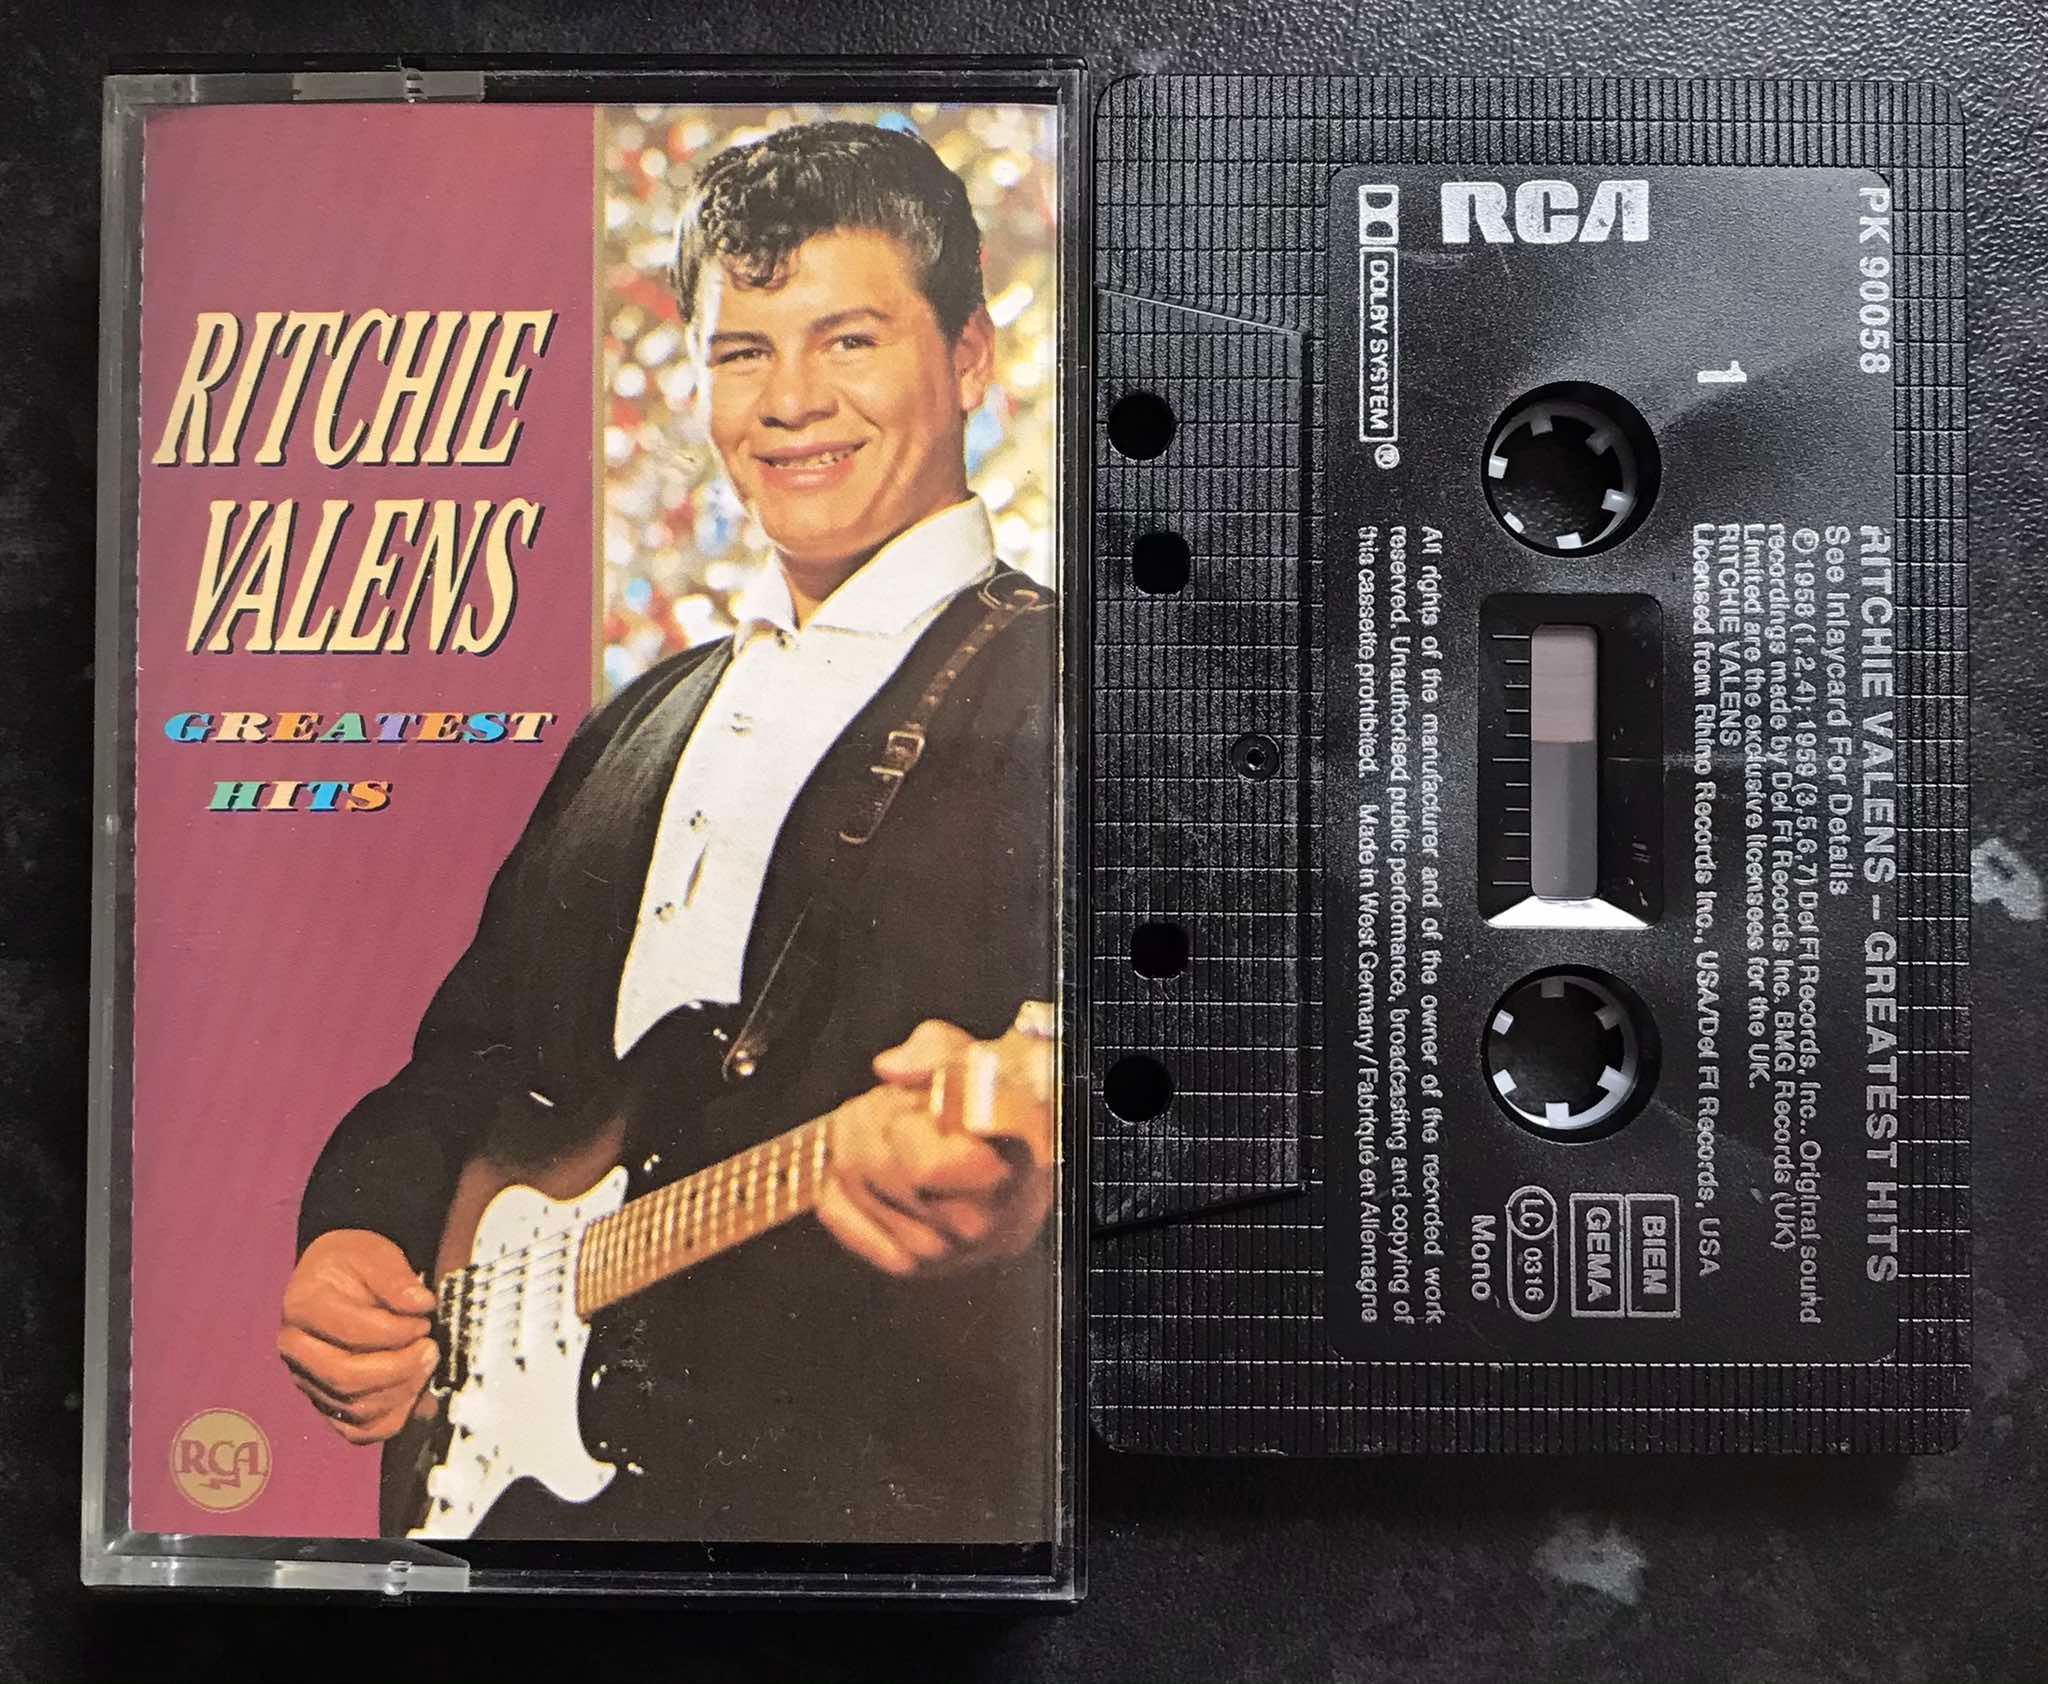 RITCHIE
VALENS
GREATEST
HITS
RCA
RCA
PK 90058
1
DOLBY SYSTEM®
RITCHIE VALENS – GREATEST HITS
See Inlaycard For Details
℗ 1958 (1,2,4), 1959 (3,5,6,7) Del Fi Records, Inc.. Original sound
recordings made by Del Fi Records Inc. BMG Records (UK)
Limited are the exclusive licensees for the UK.
RITCHIE VALENS
Licensed from Rhino Records Inc., USA/Del Fi Records, USA
BIEM
GEMA
LC 0316
Mono
All rights of the manufacturer and of the owner of the recorded work
reserved. Unauthorised public performance, broadcasting and copying of
this cassette prohibited. Made in West Germany / Fabriqué en Allemagne